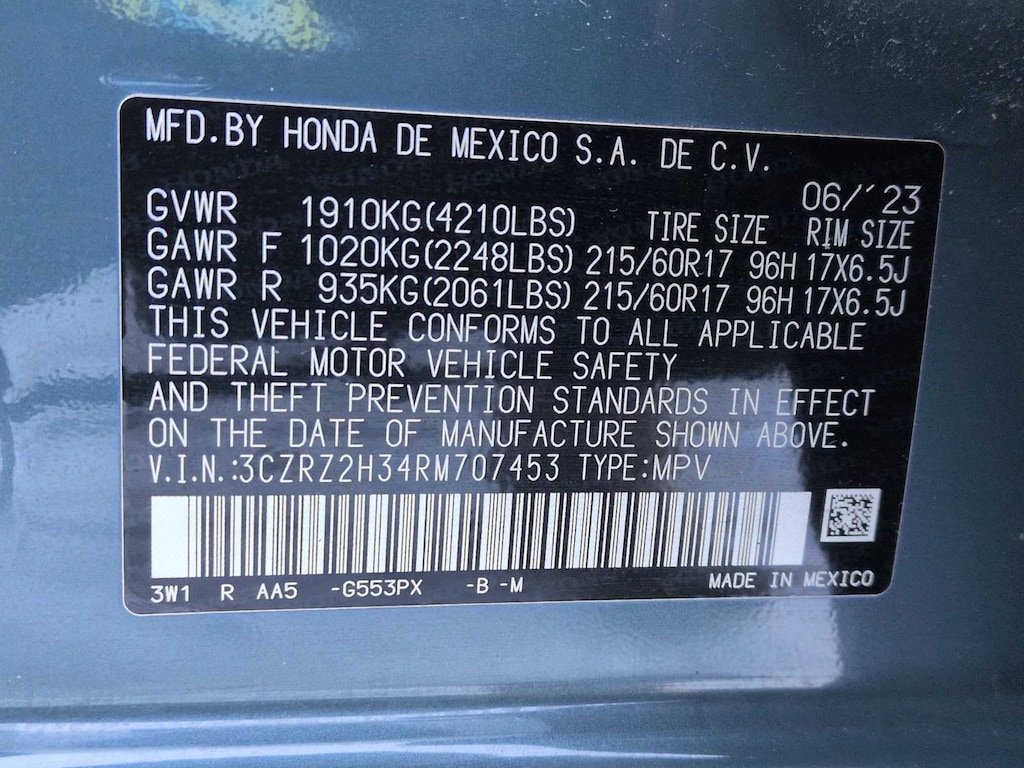 MFD.BY HONDA DE MEXICO S.A. DE C.V.
06/'23
GVWR 1910KG(4210LBS) TIRE SIZE RIM SIZE
GAWR F 1020KG(2248LBS) 215/60R17 96H 17X6.5J
GAWR R 935KG(2061LBS) 215/60R17 96H 17X6.5J
THIS VEHICLE CONFORMS TO ALL APPLICABLE
FEDERAL MOTOR VEHICLE SAFETY
AND THEFT PREVENTION STANDARDS IN EFFECT
ON THE DATE OF MANUFACTURE SHOWN ABOVE.
V.I.N.:3CZRZ2H34RM707453 TYPE:MPV
3W1 R AA5 -G553PX -B -M MADE IN MEXICO